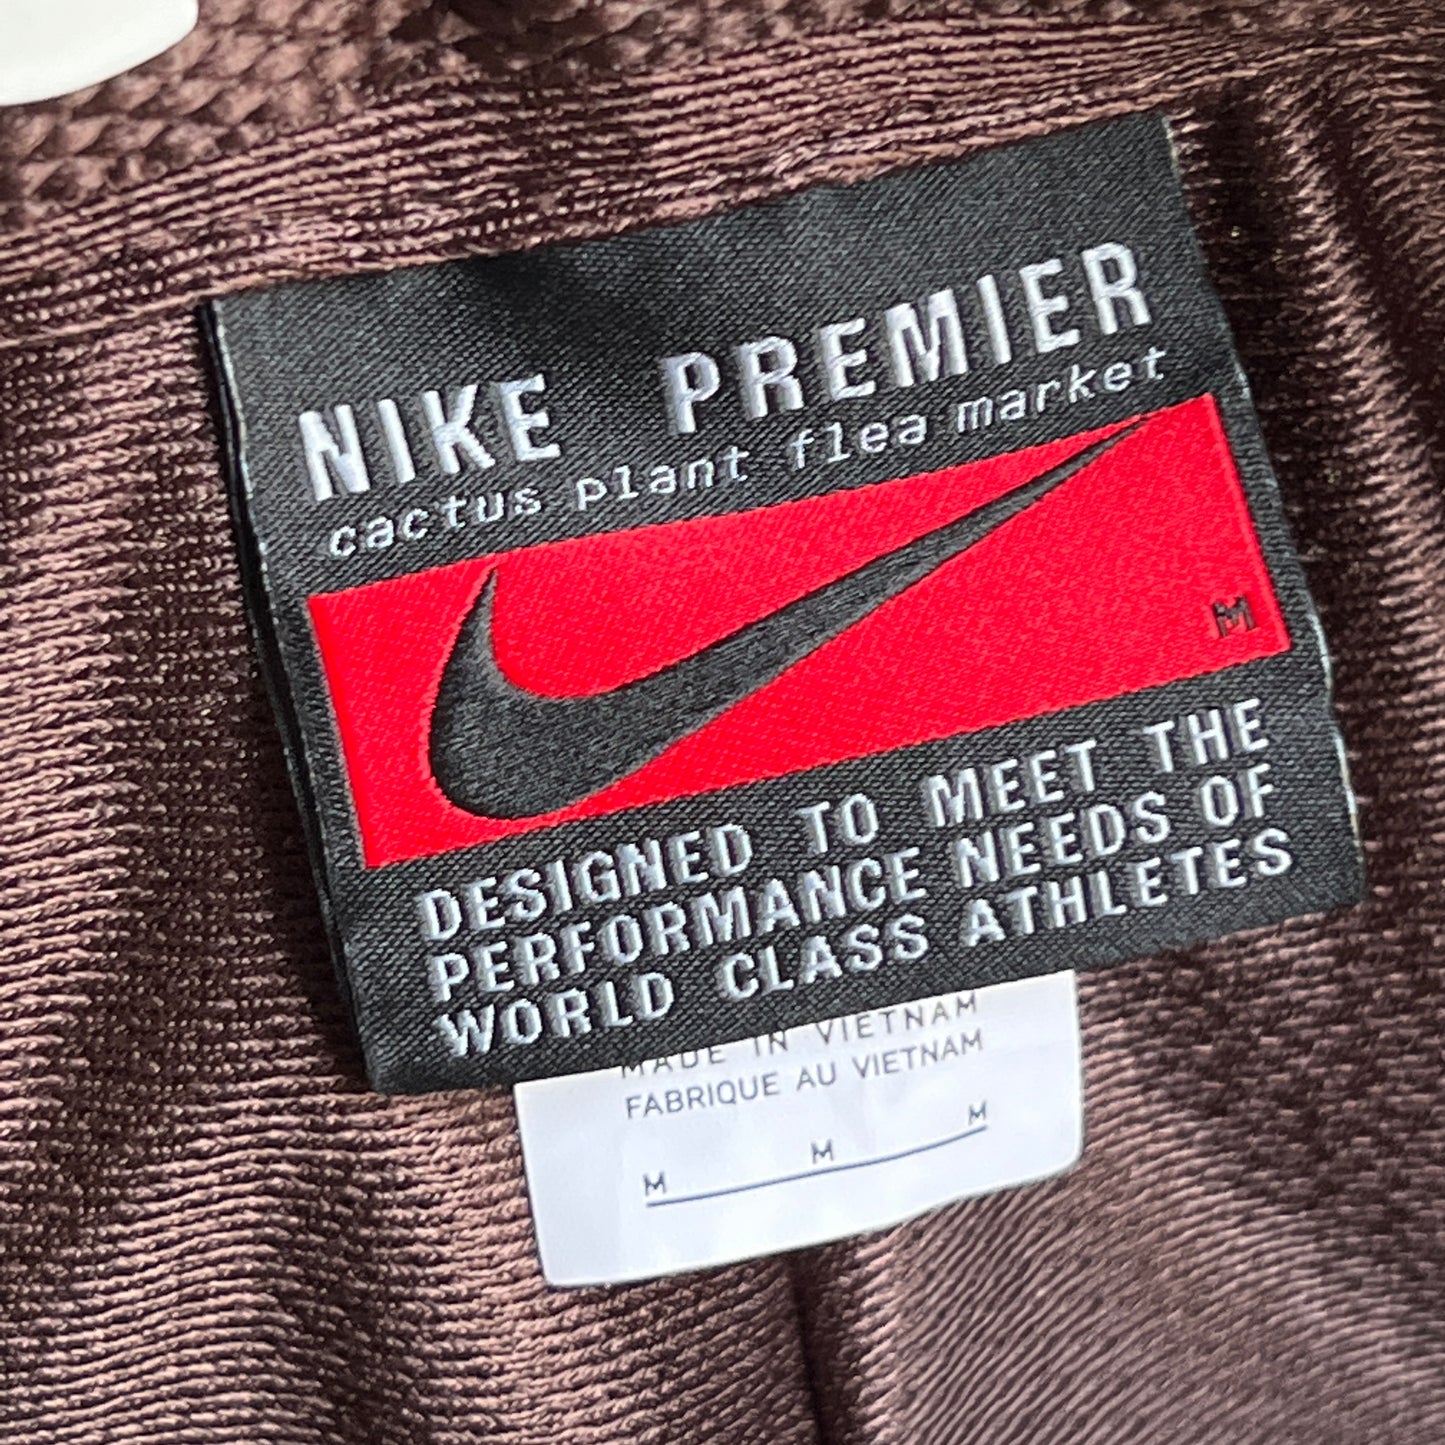 NIKE PREMIER
cactus plant flea market
M
DESIGNED TO MEET THE
PERFORMANCE NEEDS OF
WORLD CLASS ATHLETES
MADE IN VIETNAM
FABRIQUE AU VIETNAM
M M M